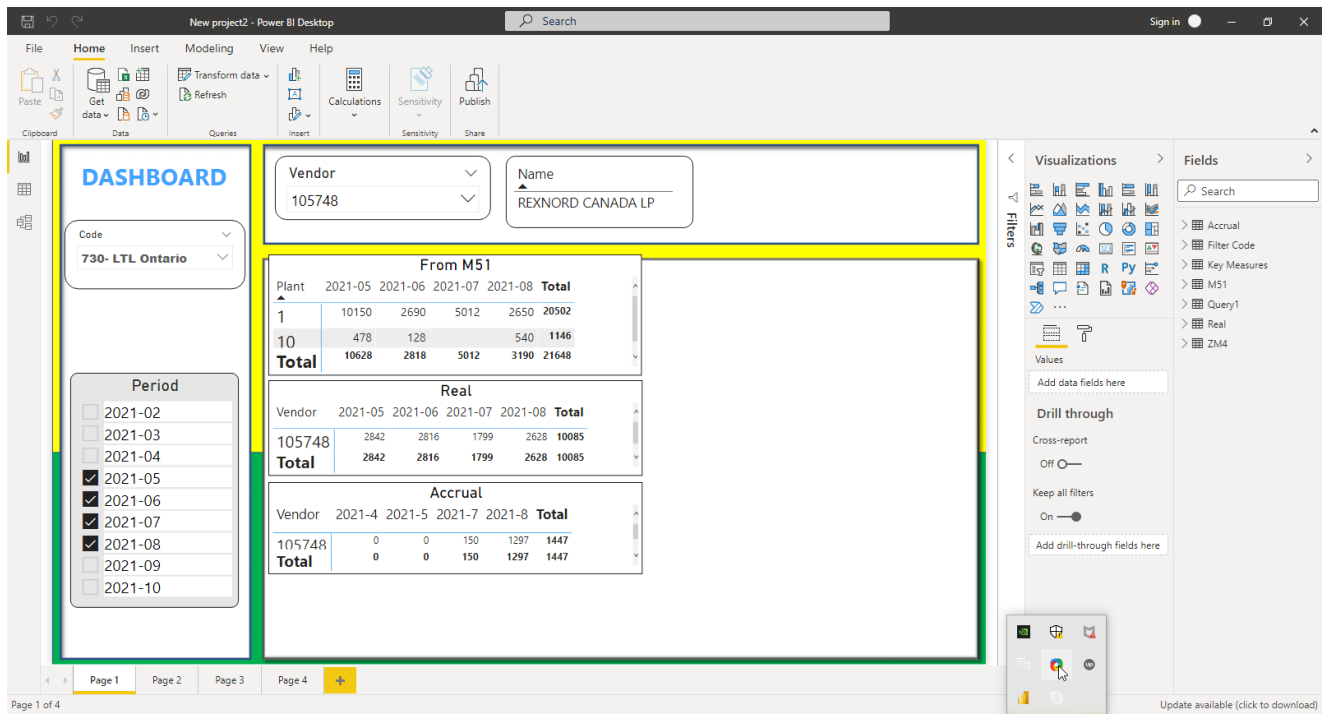 New project2 - Power BI Desktop
Search
Sign in
File Home Insert Modeling View Help
Paste
Get data
Transform data
Refresh
Calculations
Sensitivity
Publish
Clipboard Data Queries Insert Sensitivity Share
DASHBOARD
Code
730- LTL Ontario
Period
2021-02
2021-03
2021-04
2021-05
2021-06
2021-07
2021-08
2021-09
2021-10
Vendor
105748
Name
REXNORD CANADA LP
From M51
Plant 2021-05 2021-06 2021-07 2021-08 Total
1 10150 2690 5012 2650 20502
10 478 128 540 1146
Total 10628 2818 5012 3190 21648
Real
Vendor 2021-05 2021-06 2021-07 2021-08 Total
105748 2842 2816 1799 2628 10085
Total 2842 2816 1799 2628 10085
Accrual
Vendor 2021-4 2021-5 2021-7 2021-8 Total
105748 0 0 150 1297 1447
Total 0 0 150 1297 1447
Filters
Visualizations
R Py
Values
Add data fields here
Drill through
Cross-report
Off
Keep all filters
On
Add drill-through fields here
Fields
Search
Accrual
Filter Code
Key Measures
M51
Query1
Real
ZM4
Up
Page 1 Page 2 Page 3 Page 4
Page 1 of 4
Update available (click to download)